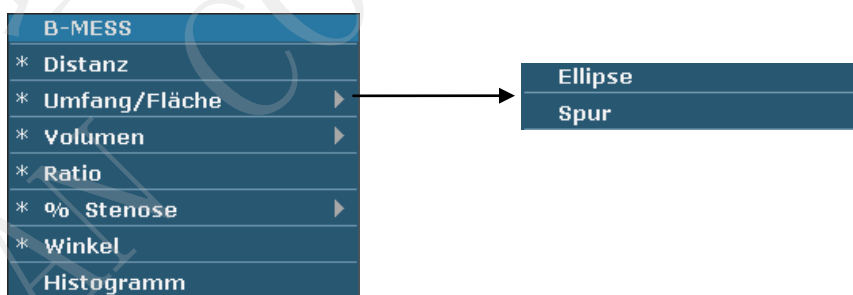 B-MESS
* Distanz
* Umfang/Fläche
* Volumen
* Ratio
* % Stenose
* Winkel
Histogramm
Ellipse
Spur